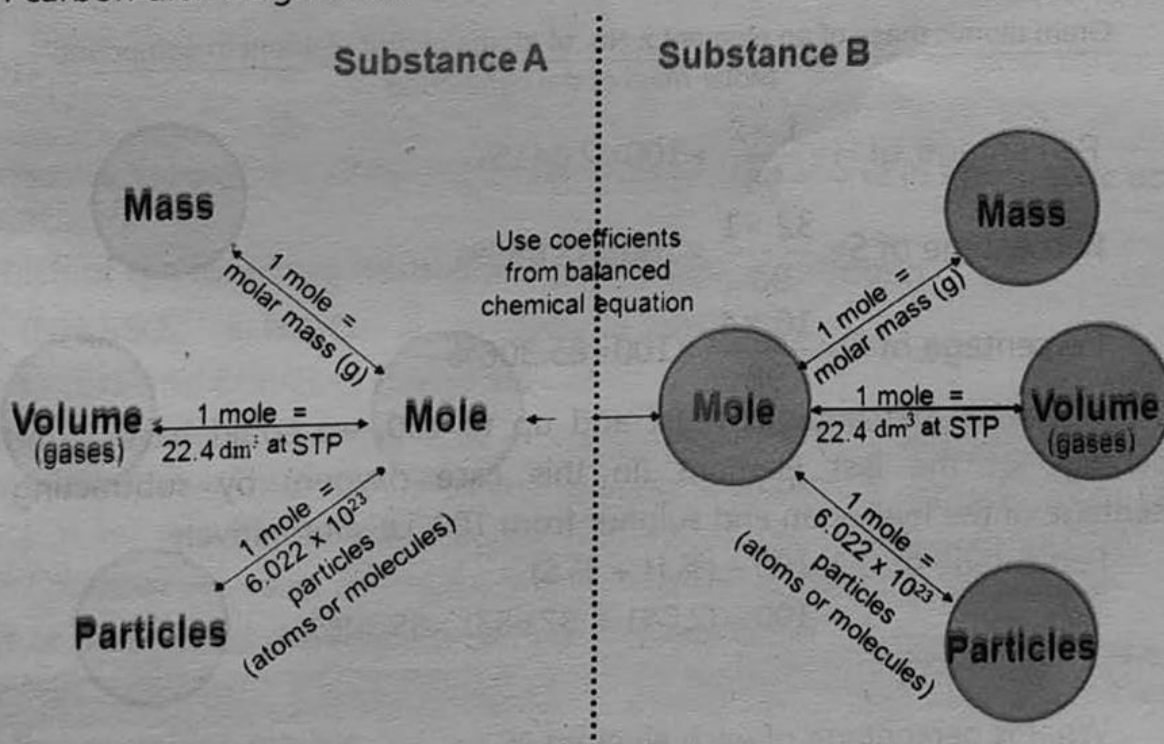 carbon
Substance A
Substance B
Mass
1 mole =
molar mass (g)
Volume
(gases)
1 mole =
22.4 dm³ at STP
Mole
1 mole =
6.022 x 10²³
particles
(atoms or molecules)
Particles
Use coefficients
from balanced
chemical equation
Mass
1 mole =
molar mass (g)
Mole
1 mole =
22.4 dm³ at STP
Volume
(gases)
1 mole =
6.022 x 10²³
particles
(atoms or molecules)
Particles